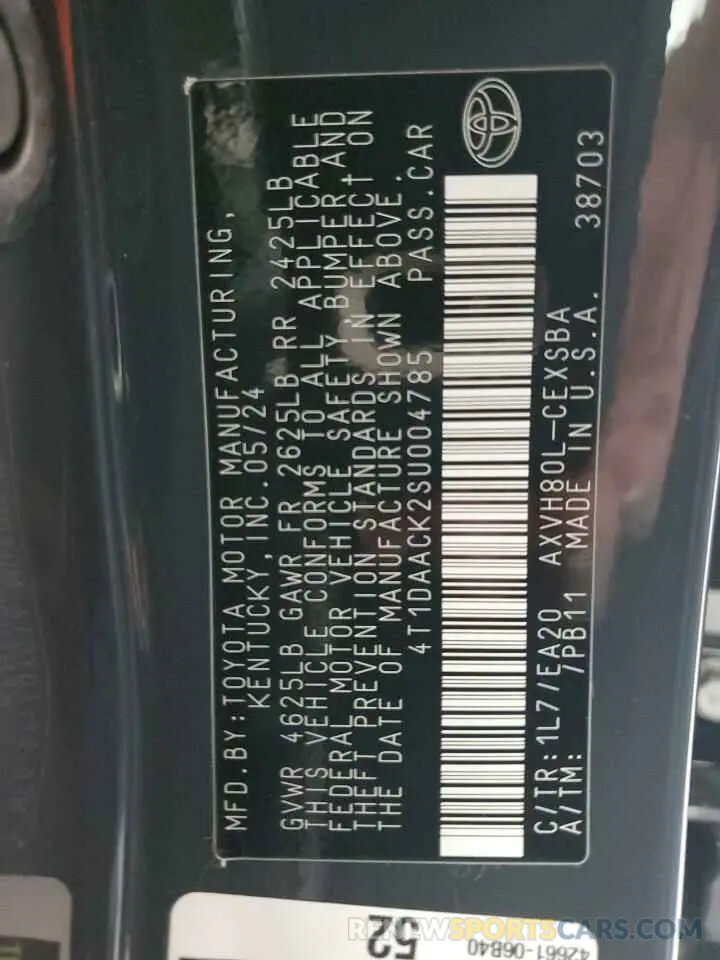 MFD.BY:TOYOTA MOTOR MANUFACTURING,
KENTUCKY,INC.05/24
GVWR 4625LB GAWR FR 2625LB RR 2425LB
THIS VEHICLE CONFORMS TO ALL APPLICABLE
FEDERAL MOTOR VEHICLE SAFETY, BUMPER AND
THEFT PREVENTION STANDARDS IN EFFECT ON
THE DATE OF MANUFACTURE SHOWN ABOVE.
4T1DAACK2SU004785 PASS.CAR
C/TR:1L7/EA20 AXVH80L-CEXSBA
A/TM: /PB11 MADE IN U.S.A. 38703
52
42661-06B40
RENEWSPORTSCARS.COM